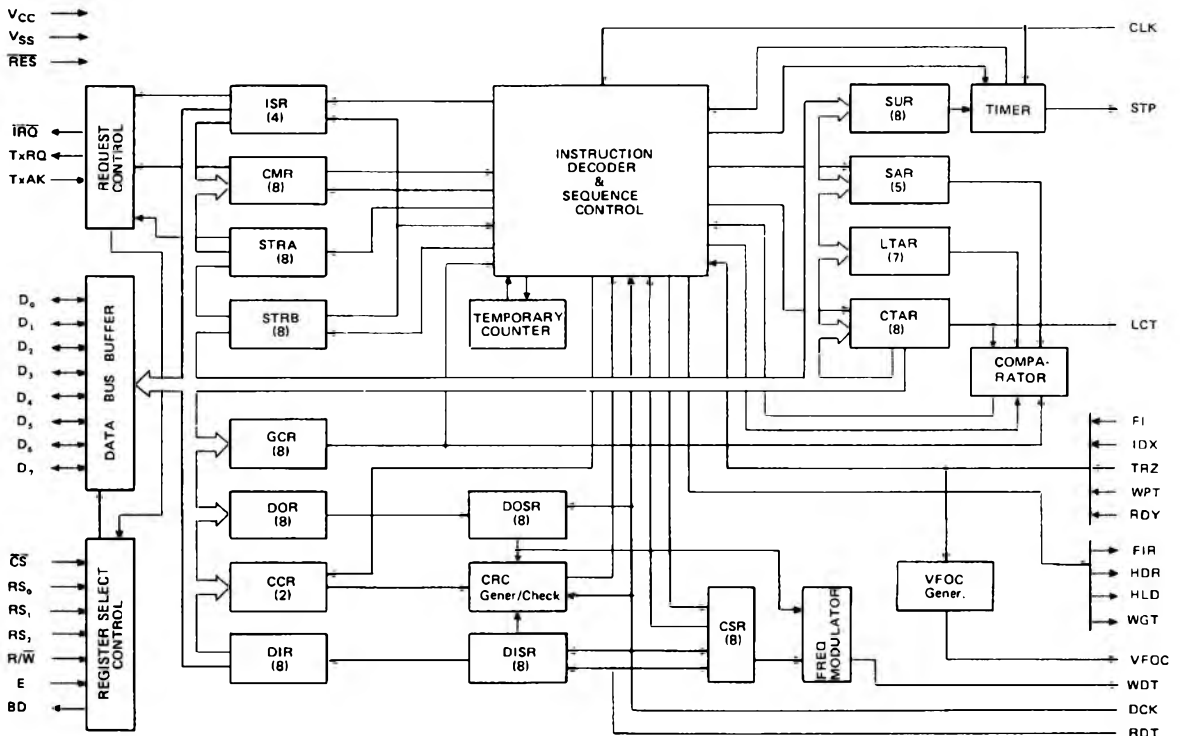 VCC
VSS
RES
IRQ
TxRQ
TxAK
REQUEST
CONTROL
D0
D1
D2
D3
D4
D5
D6
D7
DATA BUS BUFFER
CS
RS0
RS1
RS2
R/W
E
BD
REGISTER SELECT
CONTROL
ISR
(4)
CMR
(8)
STRA
(8)
STRB
(8)
GCR
(8)
DOR
(8)
CCR
(2)
DIR
(8)
INSTRUCTION
DECODER
&
SEQUENCE
CONTROL
TEMPORARY
COUNTER
DOSR
(8)
CRC
Gener/Check
DISR
(8)
CSR
(8)
FREQ
MODULATOR
SUR
(8)
TIMER
SAR
(5)
LTAR
(7)
CTAR
(8)
COMPA-
RATOR
VFOC
Gener.
CLK
STP
LCT
FI
IDX
TRZ
WPT
RDY
FIR
HDR
HLD
WGT
VFOC
WDT
DCK
RDT